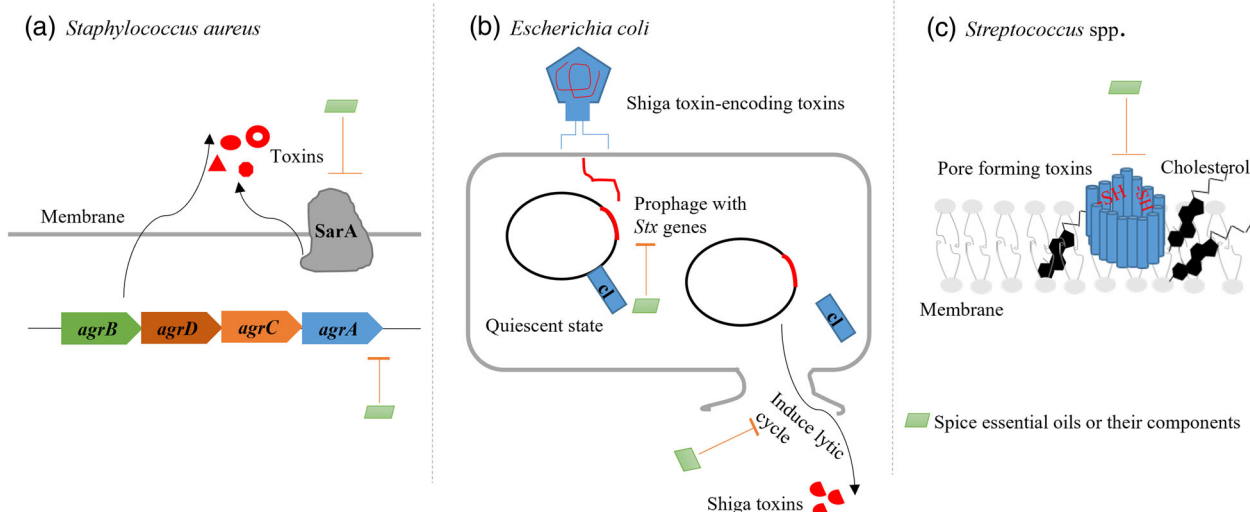 (a) Staphylococcus aureus
Toxins
Membrane
SarA
agrB
agrD
agrC
agrA
(b) Escherichia coli
Shiga toxin-encoding toxins
Prophage with
Stx genes
cI
Quiescent state
cI
Induce lytic
cycle
Shiga toxins
(c) Streptococcus spp.
Pore forming toxins
Cholesterol
-SH
-SH
Membrane
Spice essential oils or their components